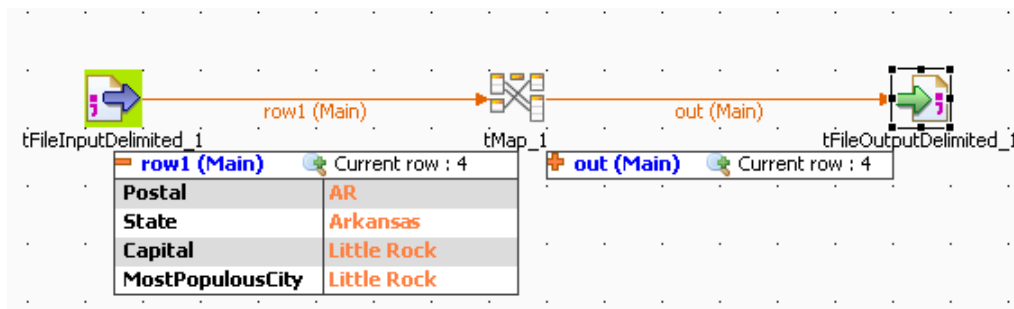 row1 (Main)
out (Main)
tFileInputDelimited_1
tMap_1
tFileOutputDelimited_1
row1 (Main) Current row : 4
out (Main) Current row : 4
Postal AR
State Arkansas
Capital Little Rock
MostPopulousCity Little Rock